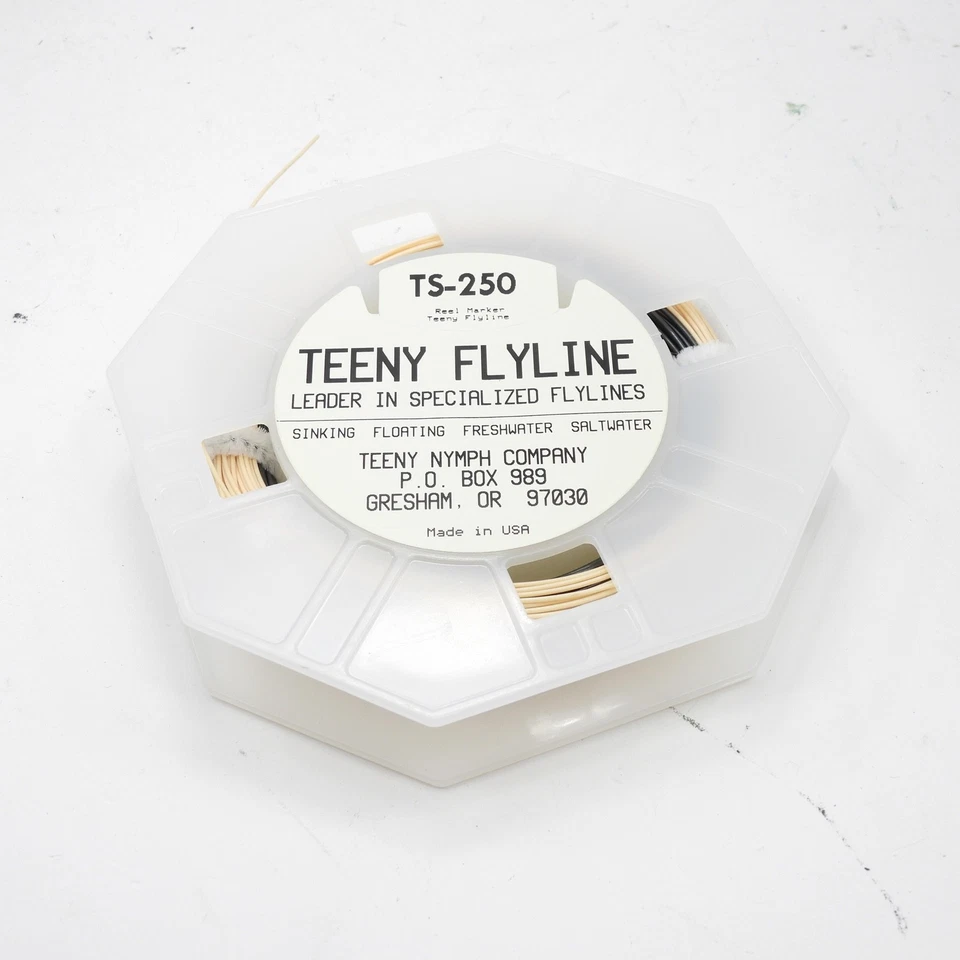 TS-250
Reel Marker
Teeny Flyline
TEENY FLYLINE
LEADER IN SPECIALIZED FLYLINES
SINKING FLOATING FRESHWATER SALTWATER
TEENY NYMPH COMPANY
P.O. BOX 989
GRESHAM, OR 97030
Made in USA